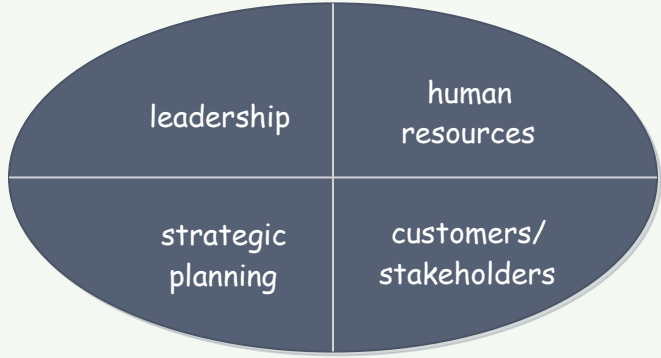 leadership
human
resources
strategic
planning
customers/
stakeholders